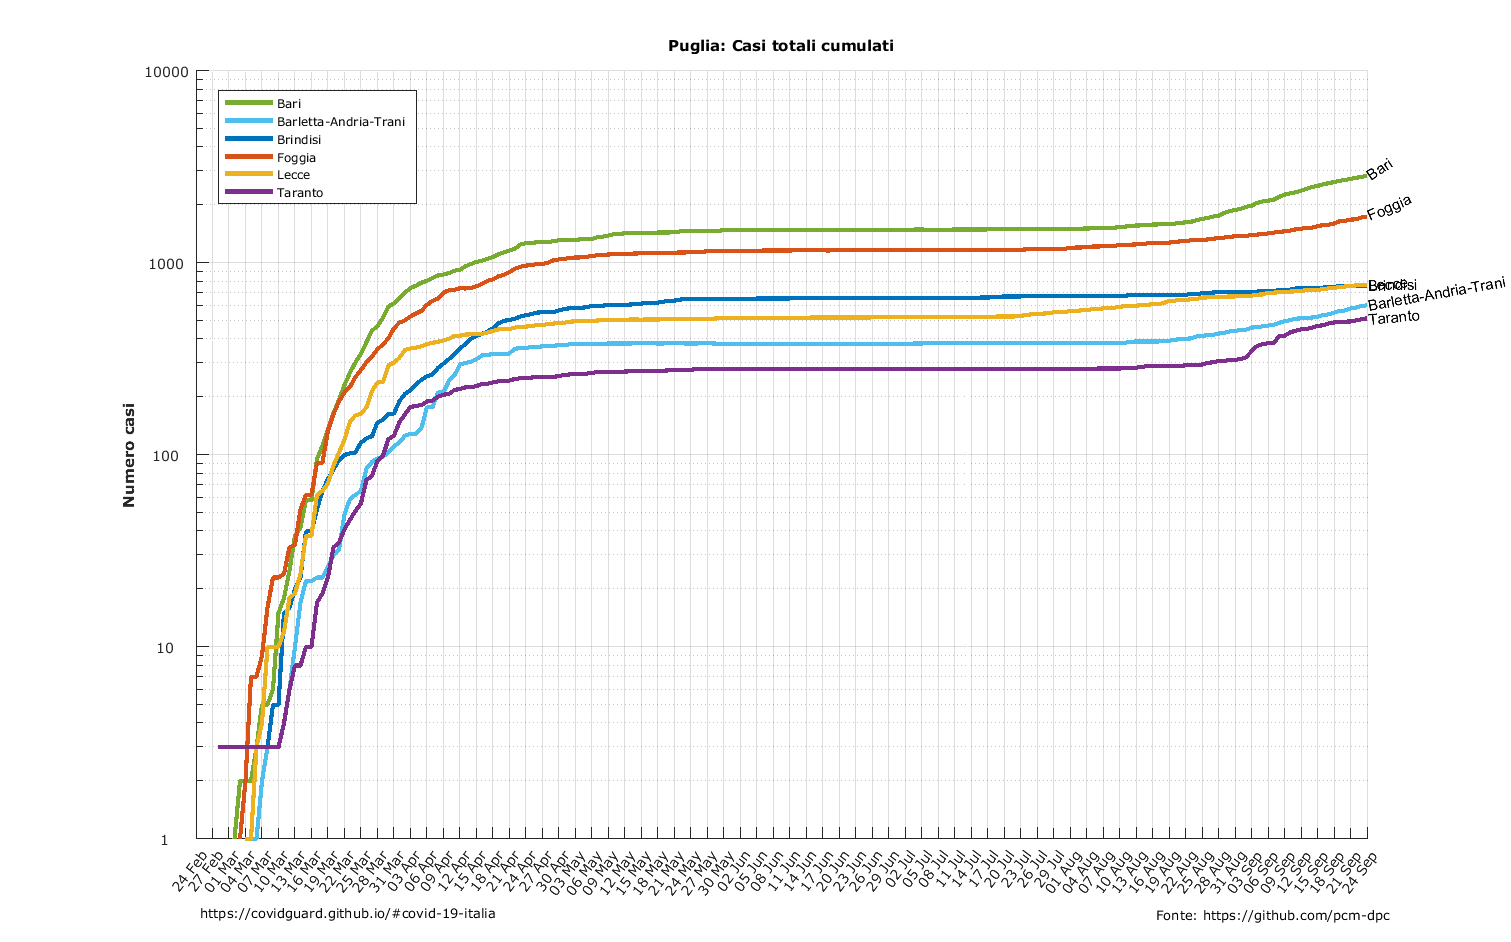 Puglia: Casi totali cumulati
10000
1000
100
10
1
Numero casi
Bari
Barletta-Andria-Trani
Brindisi
Foggia
Lecce
Taranto
Bari
Foggia
Lecce
Brindisi
Barletta-Andria-Trani
Taranto
24 Feb
27 Feb
01 Mar
04 Mar
07 Mar
10 Mar
13 Mar
16 Mar
19 Mar
22 Mar
25 Mar
28 Mar
31 Mar
03 Apr
06 Apr
09 Apr
12 Apr
15 Apr
18 Apr
21 Apr
24 Apr
27 Apr
30 Apr
03 May
06 May
09 May
12 May
15 May
18 May
21 May
24 May
27 May
30 May
02 Jun
05 Jun
08 Jun
11 Jun
14 Jun
17 Jun
20 Jun
23 Jun
26 Jun
29 Jun
02 Jul
05 Jul
08 Jul
11 Jul
14 Jul
17 Jul
20 Jul
23 Jul
26 Jul
29 Jul
01 Aug
04 Aug
07 Aug
10 Aug
13 Aug
16 Aug
19 Aug
22 Aug
25 Aug
28 Aug
31 Aug
03 Sep
06 Sep
09 Sep
12 Sep
15 Sep
18 Sep
21 Sep
24 Sep
https://covidguard.github.io/#covid-19-italia
Fonte: https://github.com/pcm-dpc